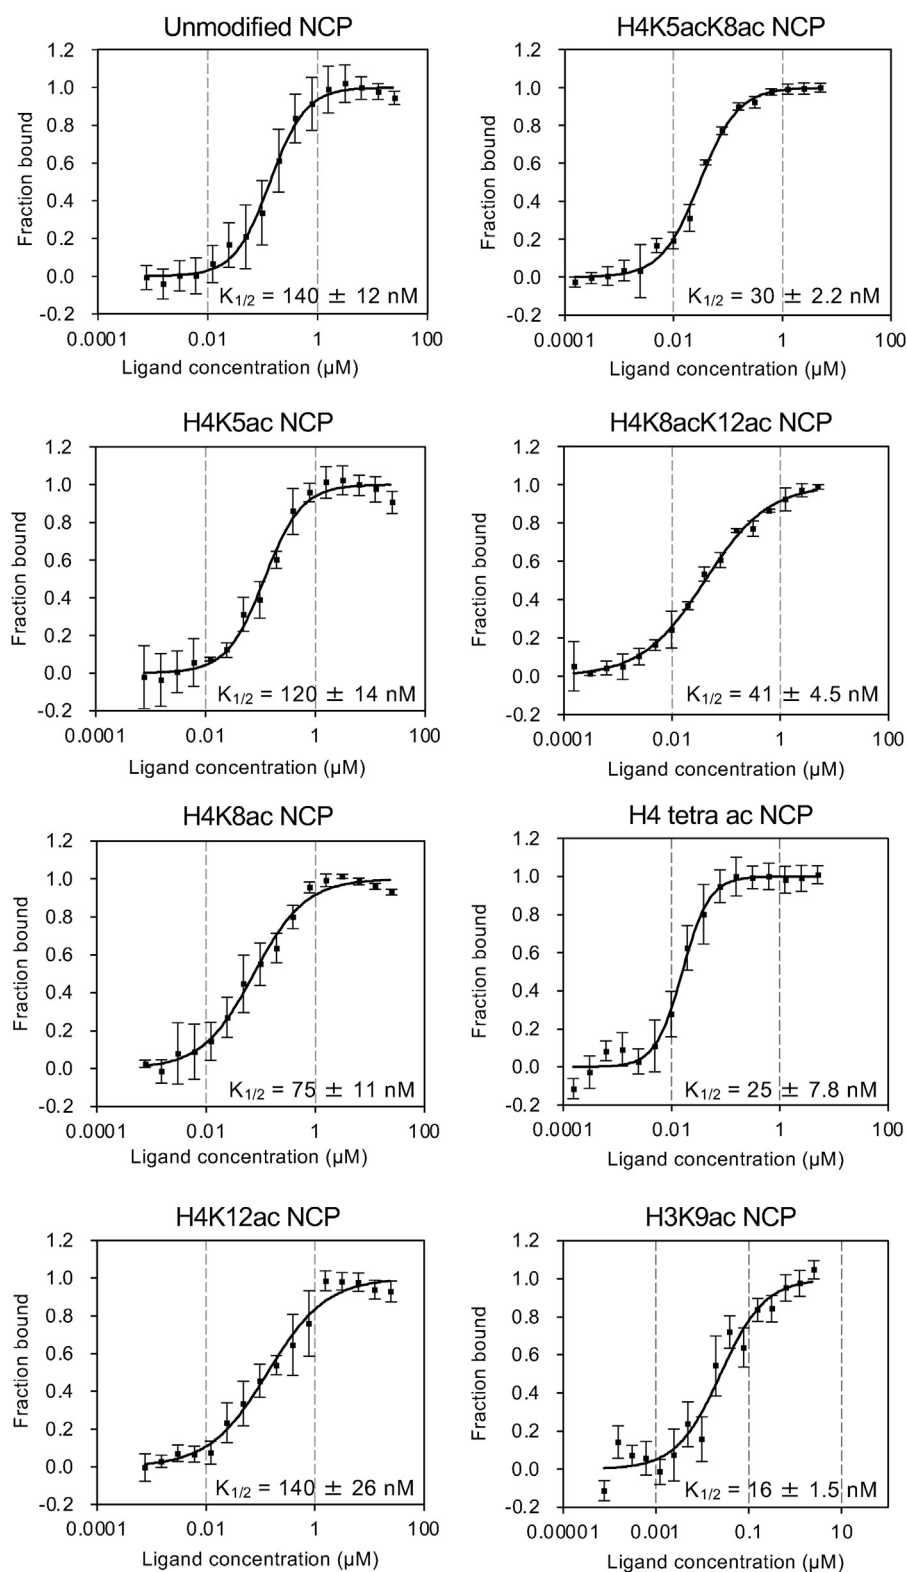 Unmodified NCP
Fraction bound
1.2
1.0
0.8
0.6
0.4
0.2
0.0
-0.2
K1/2 = 140 ± 12 nM
0.0001 0.01 1 100
Ligand concentration (µM)
H4K5acK8ac NCP
Fraction bound
1.2
1.0
0.8
0.6
0.4
0.2
0.0
-0.2
K1/2 = 30 ± 2.2 nM
0.0001 0.01 1 100
Ligand concentration (µM)
H4K5ac NCP
Fraction bound
1.2
1.0
0.8
0.6
0.4
0.2
0.0
-0.2
K1/2 = 120 ± 14 nM
0.0001 0.01 1 100
Ligand concentration (µM)
H4K8acK12ac NCP
Fraction bound
1.2
1.0
0.8
0.6
0.4
0.2
0.0
-0.2
K1/2 = 41 ± 4.5 nM
0.0001 0.01 1 100
Ligand concentration (µM)
H4K8ac NCP
Fraction bound
1.2
1.0
0.8
0.6
0.4
0.2
0.0
-0.2
K1/2 = 75 ± 11 nM
0.0001 0.01 1 100
Ligand concentration (µM)
H4 tetra ac NCP
Fraction bound
1.2
1.0
0.8
0.6
0.4
0.2
0.0
-0.2
K1/2 = 25 ± 7.8 nM
0.0001 0.01 1 100
Ligand concentration (µM)
H4K12ac NCP
Fraction bound
1.2
1.0
0.8
0.6
0.4
0.2
0.0
-0.2
K1/2 = 140 ± 26 nM
0.0001 0.01 1 100
Ligand concentration (µM)
H3K9ac NCP
Fraction bound
1.2
1.0
0.8
0.6
0.4
0.2
0.0
-0.2
K1/2 = 16 ± 1.5 nM
0.00001 0.001 0.1 10
Ligand concentration (µM)